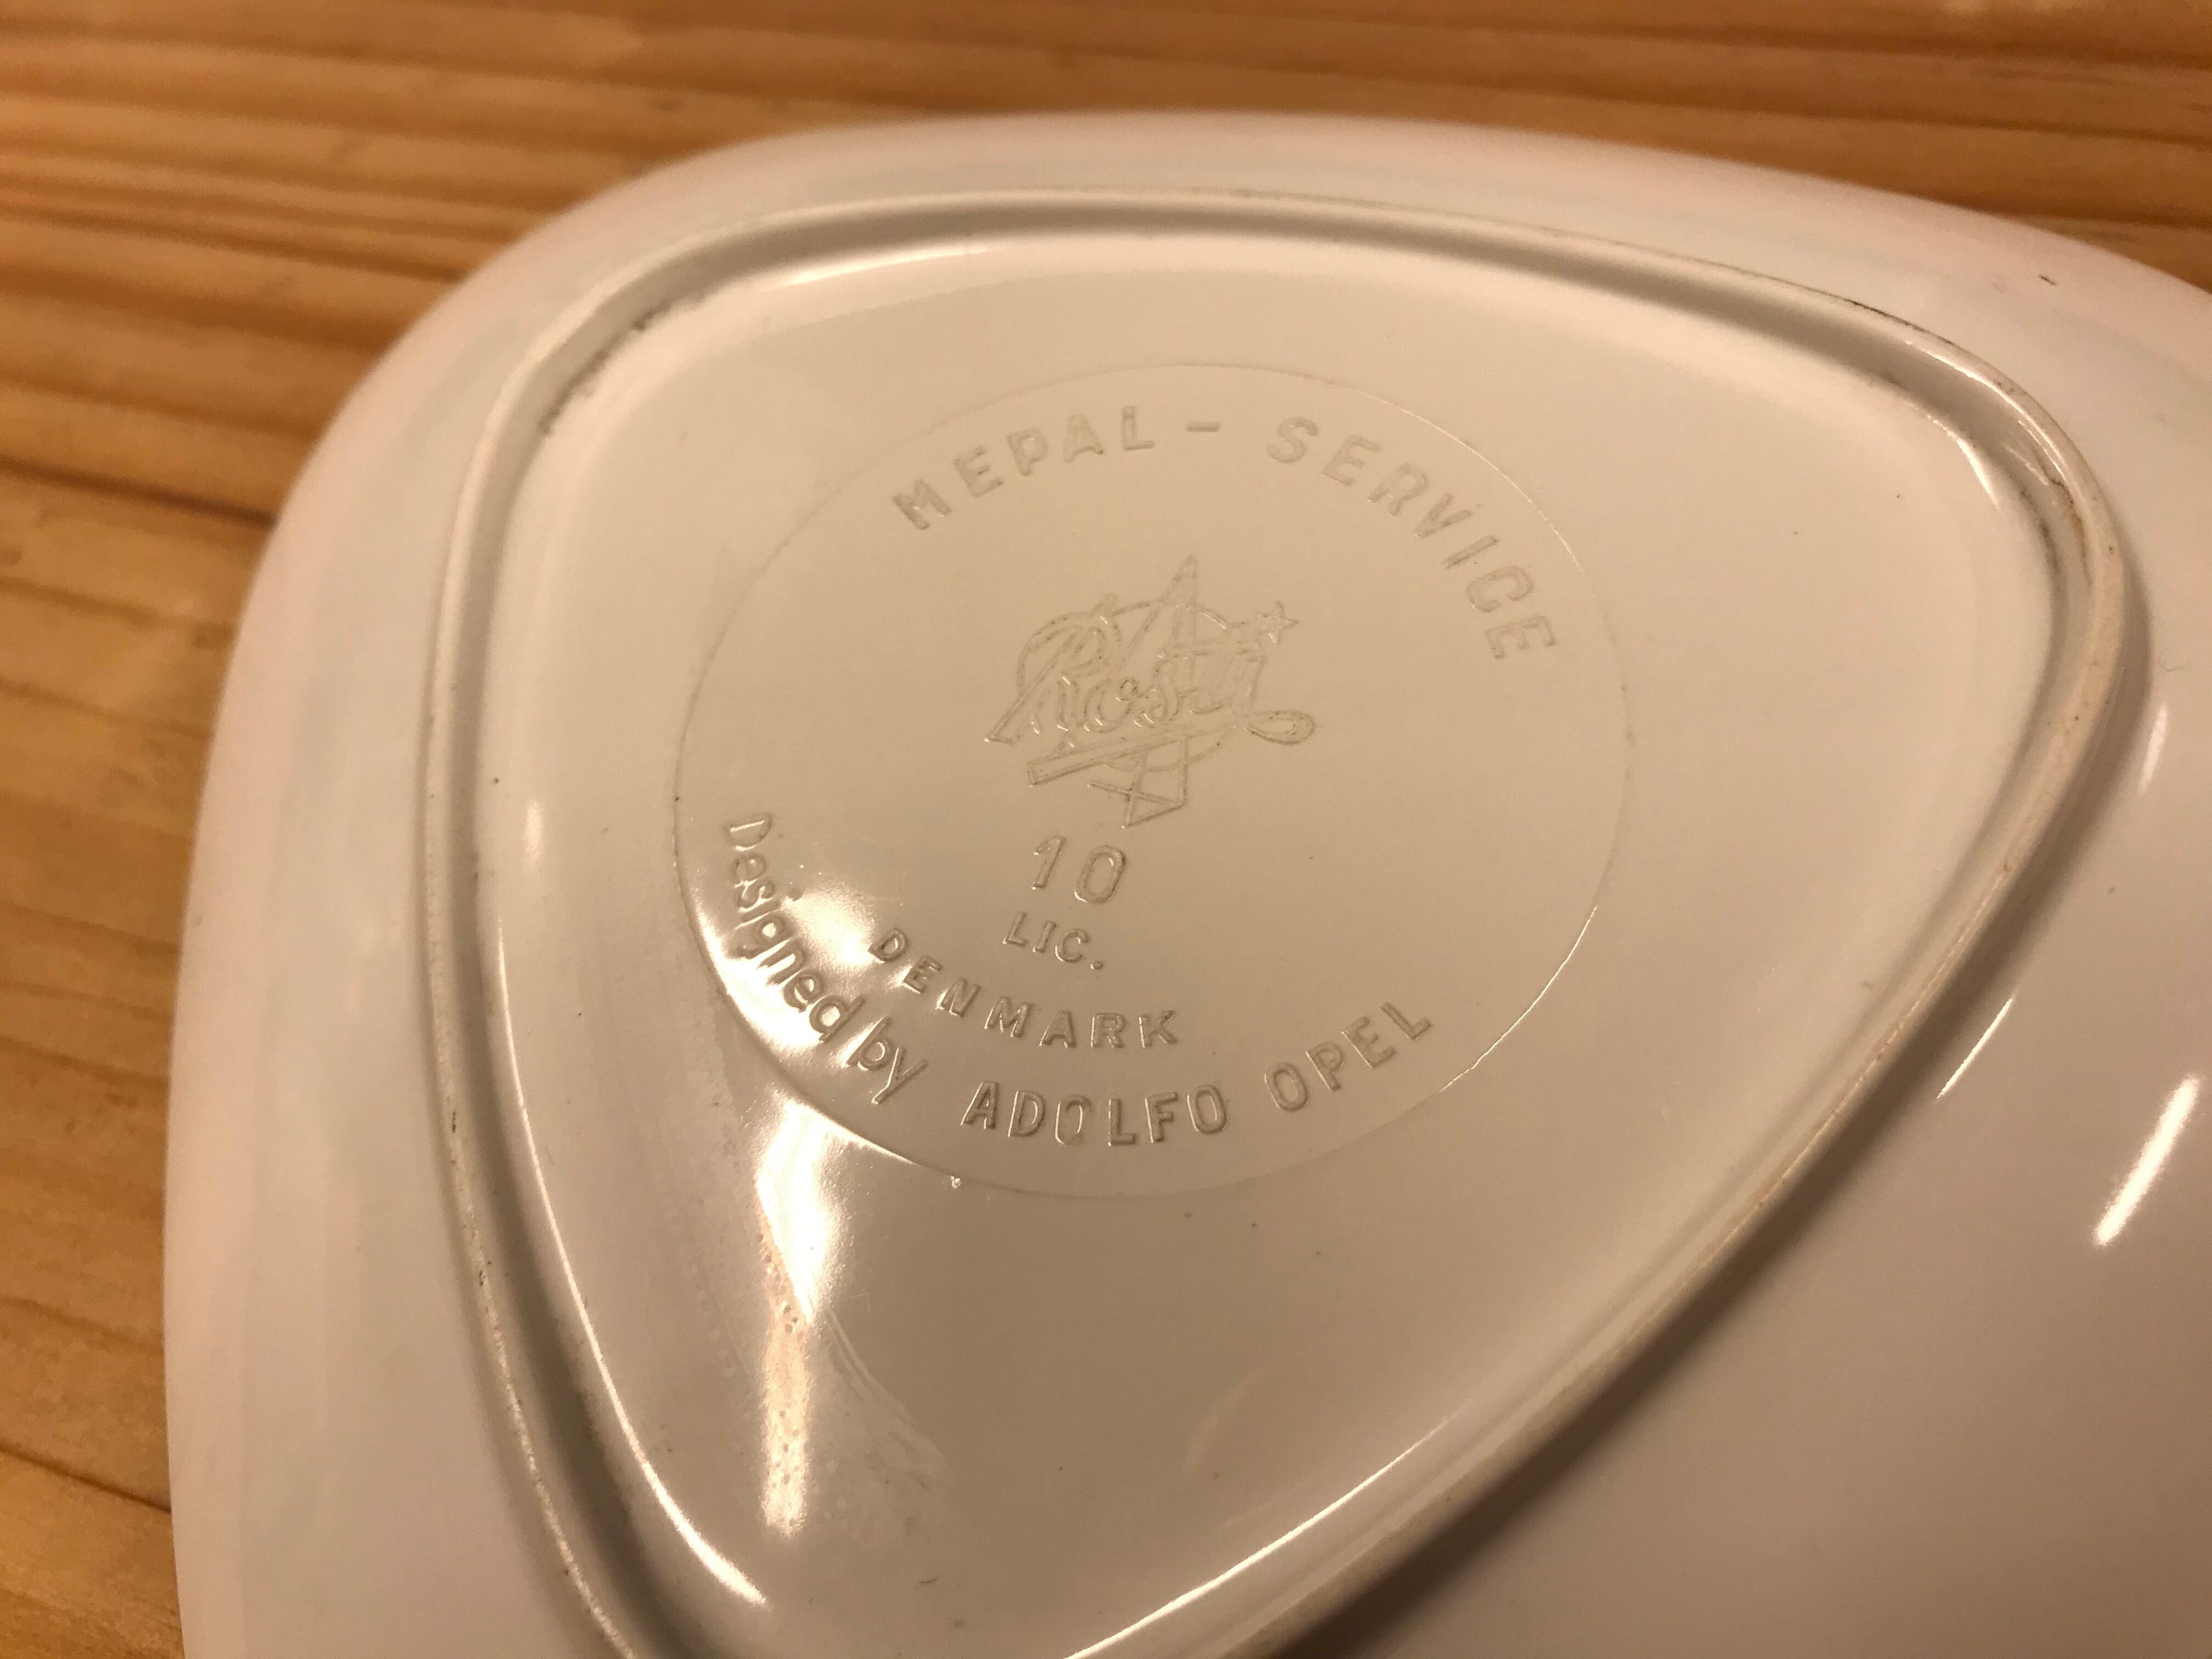 MEPAL - SERVICE
Rosti
10
LIC.
DENMARK
Designed by ADOLFO OPEL